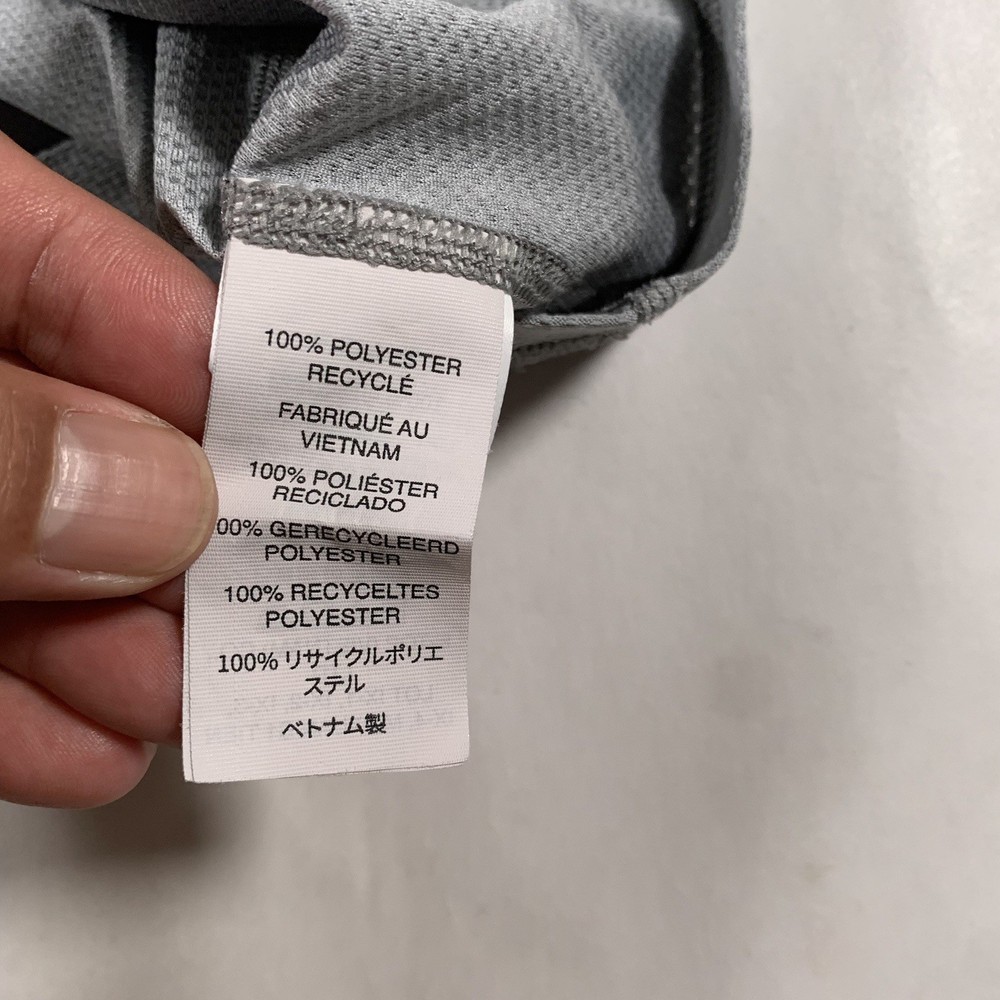 100% POLYESTER
RECYCLÉ
FABRIQUÉ AU
VIETNAM
100% POLIÉSTER
RECICLADO
00% GERECYCLEERD
POLYESTER
100% RECYCELTES
POLYESTER
100% リサイクルポリエ
ステル
ベトナム製